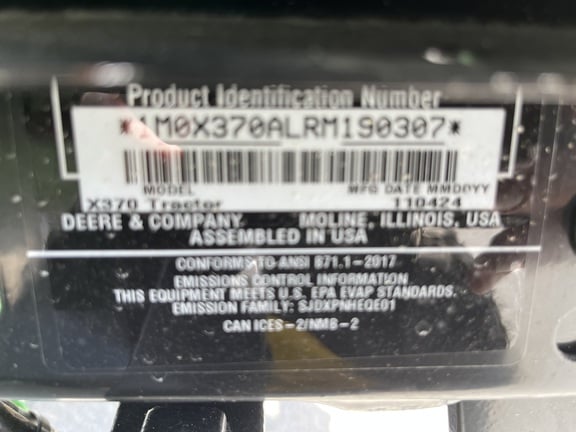 Product Identification Number
*1M0X370ALRM190307*
MODEL MFG DATE MMDDYY
X370 Tractor 110424
DEERE & COMPANY MOLINE, ILLINOIS, USA
ASSEMBLED IN USA
CONFORMS TO ANSI B71.1-2017
EMISSIONS CONTROL INFORMATION
THIS EQUIPMENT MEETS U.S. EPA EVAP STANDARDS.
EMISSION FAMILY: SJDXPNHEQE01
CAN ICES-2/NMB-2